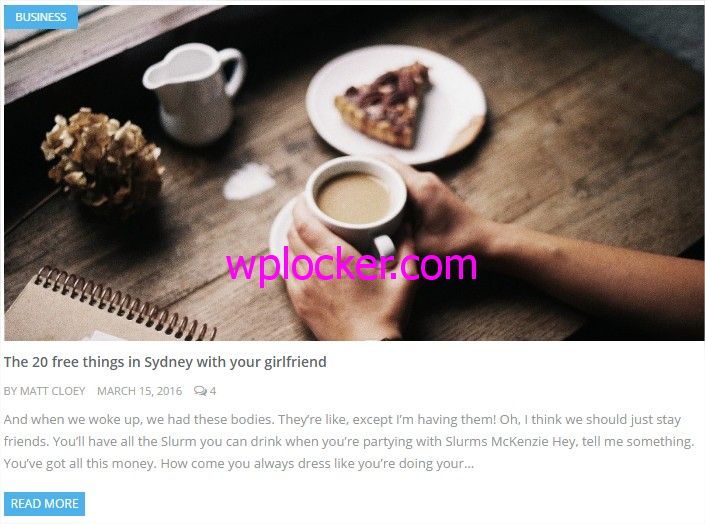 BUSINESS
wplocker.com
The 20 free things in Sydney with your girlfriend
BY MATT CLOEY MARCH 15, 2016 4
And when we woke up, we had these bodies. They’re like, except I’m having them! Oh, I think we should just stay
friends. You’ll have all the Slurm you can drink when you’re partying with Slurms McKenzie Hey, tell me something.
You’ve got all this money. How come you always dress like you’re doing your...
READ MORE